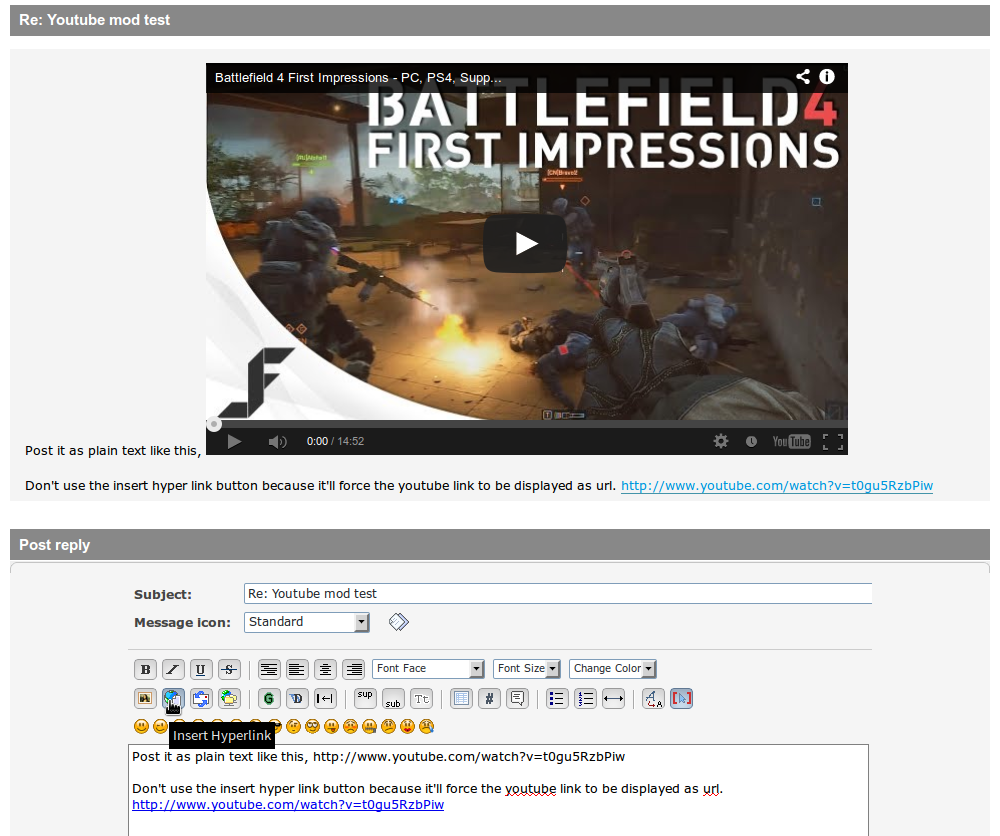 Re: Youtube mod test
Battlefield 4 First Impressions - PC, PS4, Supp...
BATTLEFIELD 4
FIRST IMPRESSIONS
0:00 / 14:52
YouTube
Post it as plain text like this,
Don't use the insert hyper link button because it'll force the youtube link to be displayed as url. http://www.youtube.com/watch?v=t0gu5RzbPiw
Post reply
Subject: Re: Youtube mod test
Message icon: Standard
B I U S Font Face Font Size Change Color
G sup sub Tt #
Insert Hyperlink
Post it as plain text like this, http://www.youtube.com/watch?v=t0gu5RzbPiw
Don't use the insert hyper link button because it'll force the youtube link to be displayed as url.
http://www.youtube.com/watch?v=t0gu5RzbPiw